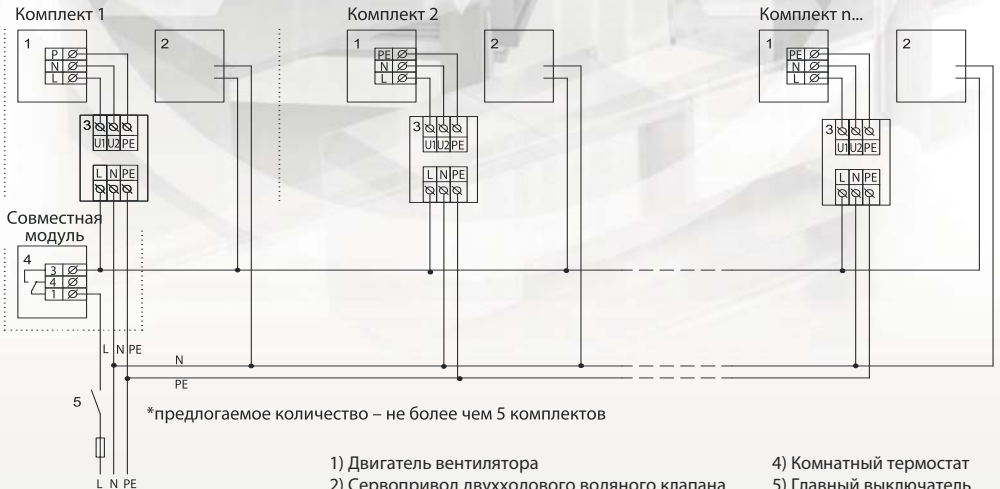 Комплект 1
Комплект 2
Комплект n...
1
P
N
L
2
1
PE
N
L
2
1
PE
N
L
2
3
U1 U2 PE
L N PE
3
U1 U2 PE
L N PE
3
U1 U2 PE
L N PE
Совместная
модуль
4
3
4
1
L N PE
N
PE
5
*предлогаемое количество – не более чем 5 комплектов
L N PE
1) Двигатель вентилятора
2) Сервопривод двухходового водяного клапана
4) Комнатный термостат
5) Главный выключатель